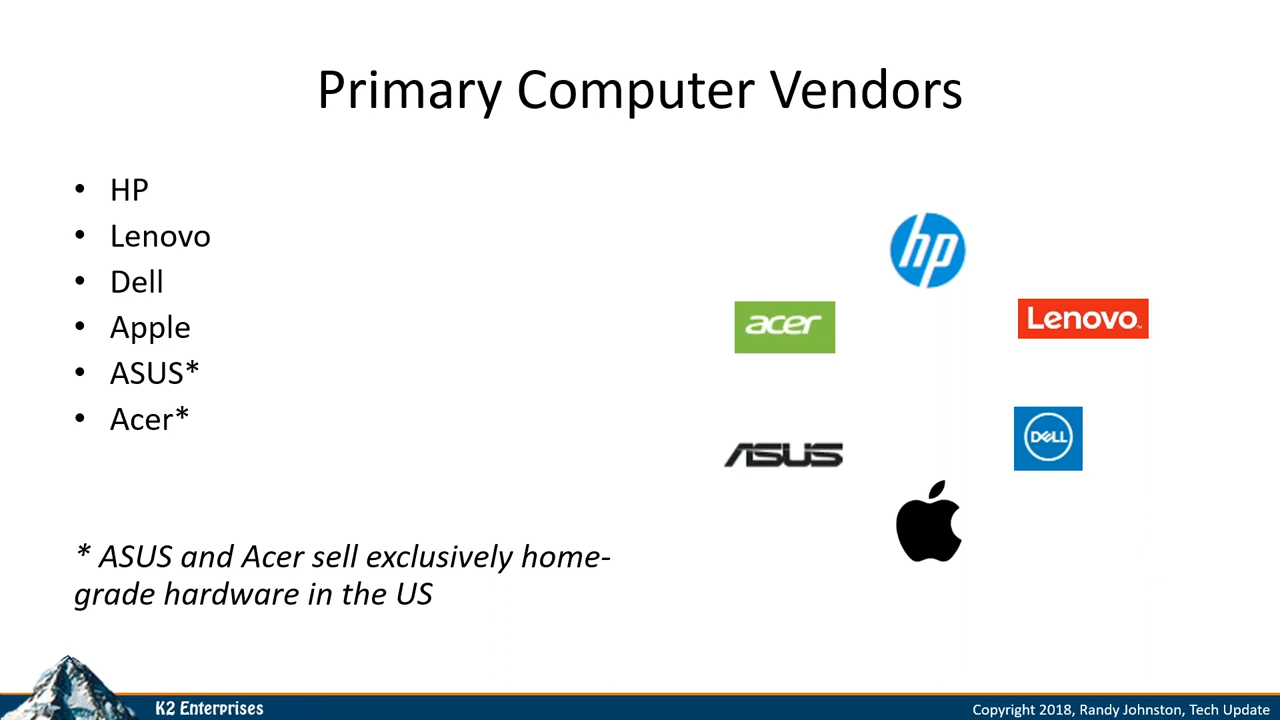 Primary Computer Vendors
• HP
• Lenovo
• Dell
• Apple
• ASUS*
• Acer*
* ASUS and Acer sell exclusively home-
grade hardware in the US
hp
acer
Lenovo™
ASUS
DELL
K2 Enterprises
Copyright 2018, Randy Johnston, Tech Update